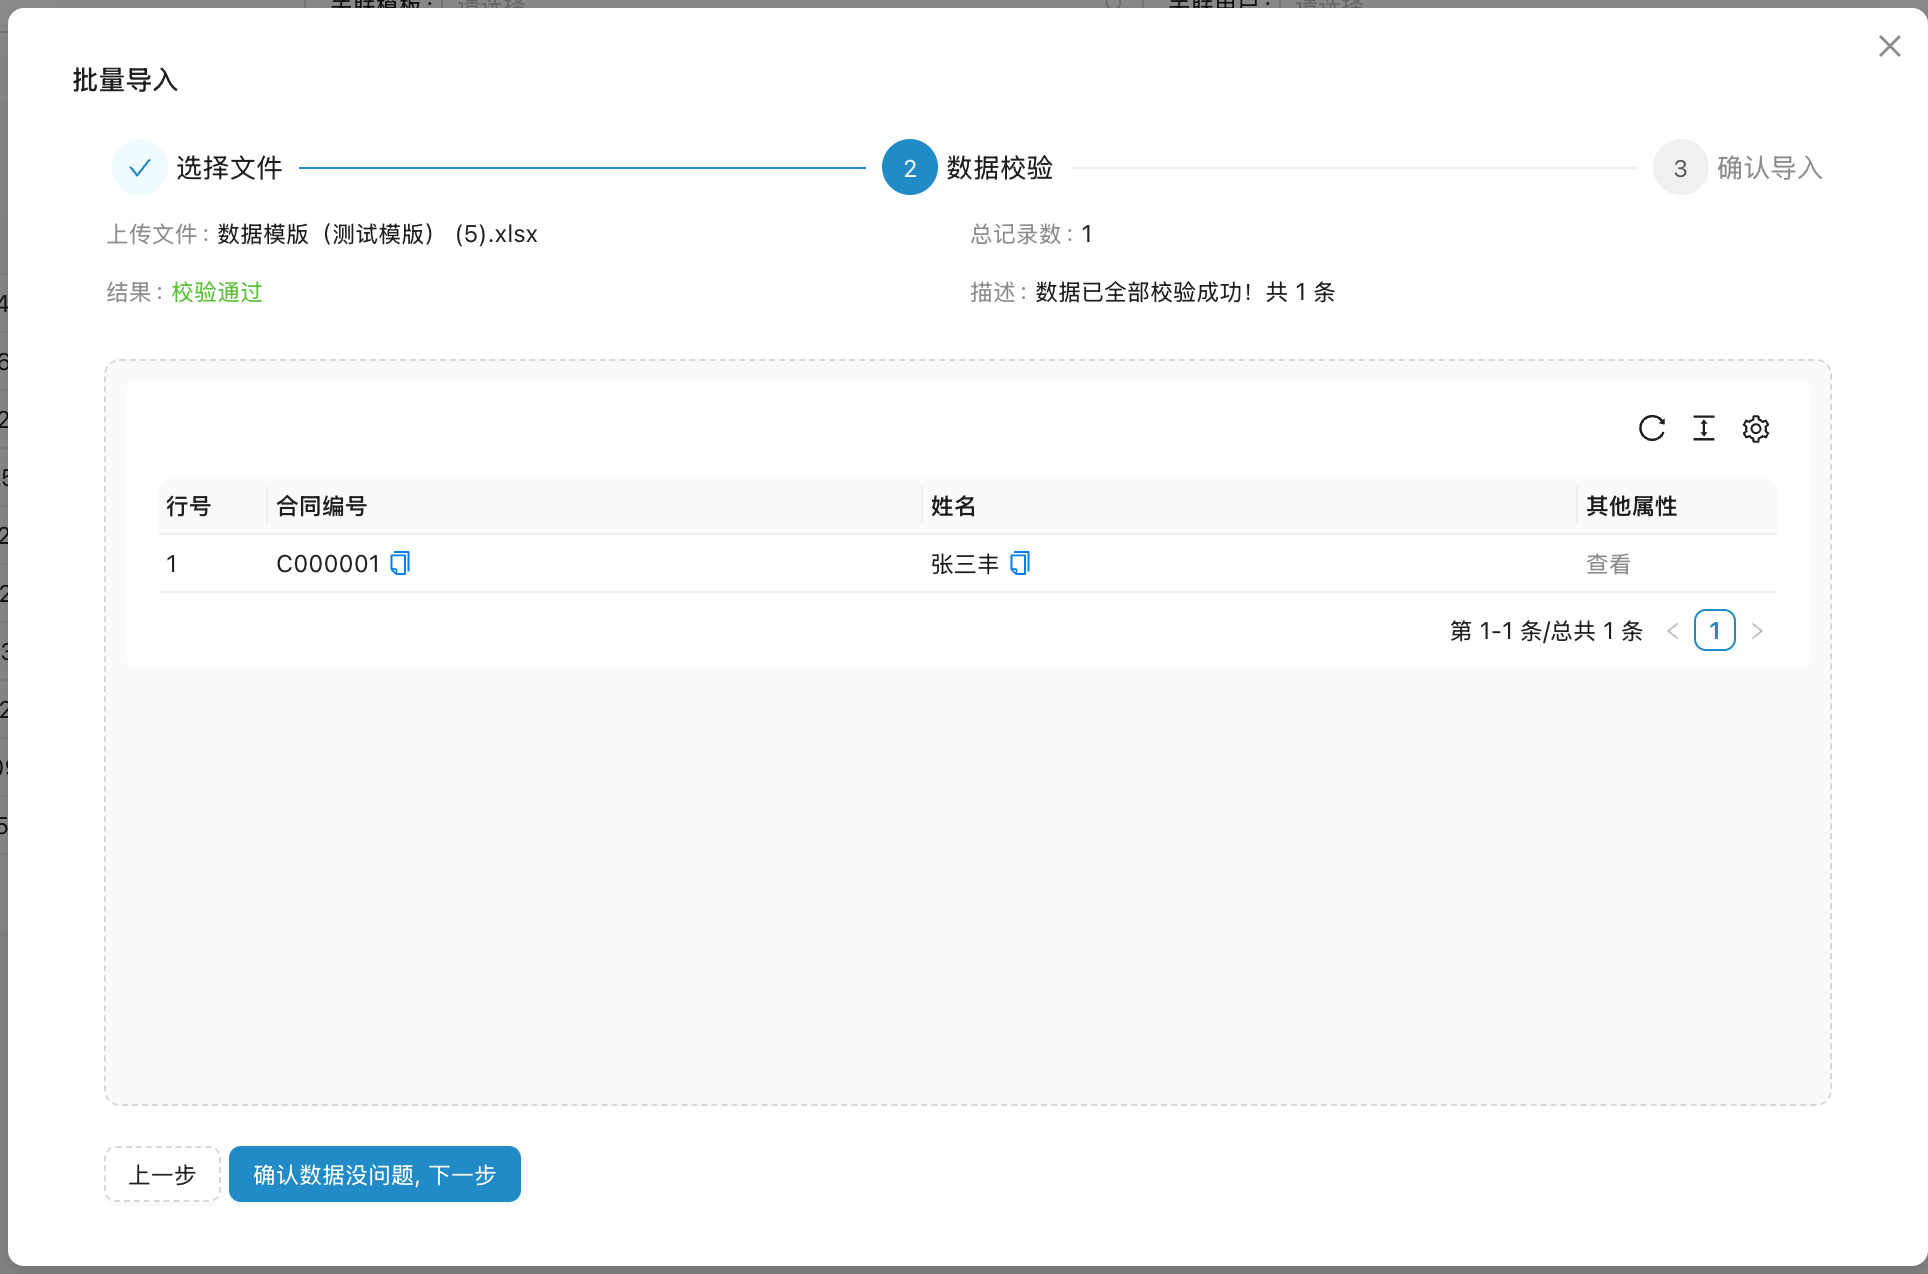 批量导入
选择文件 2 数据校验 3 确认导入
上传文件 : 数据模版（测试模版） (5).xlsx 总记录数 : 1
结果 : 校验通过 描述 : 数据已全部校验成功！共 1 条
行号 合同编号 姓名 其他属性
1 C000001 张三丰 查看
第 1-1 条/总共 1 条 1
上一步 确认数据没问题, 下一步